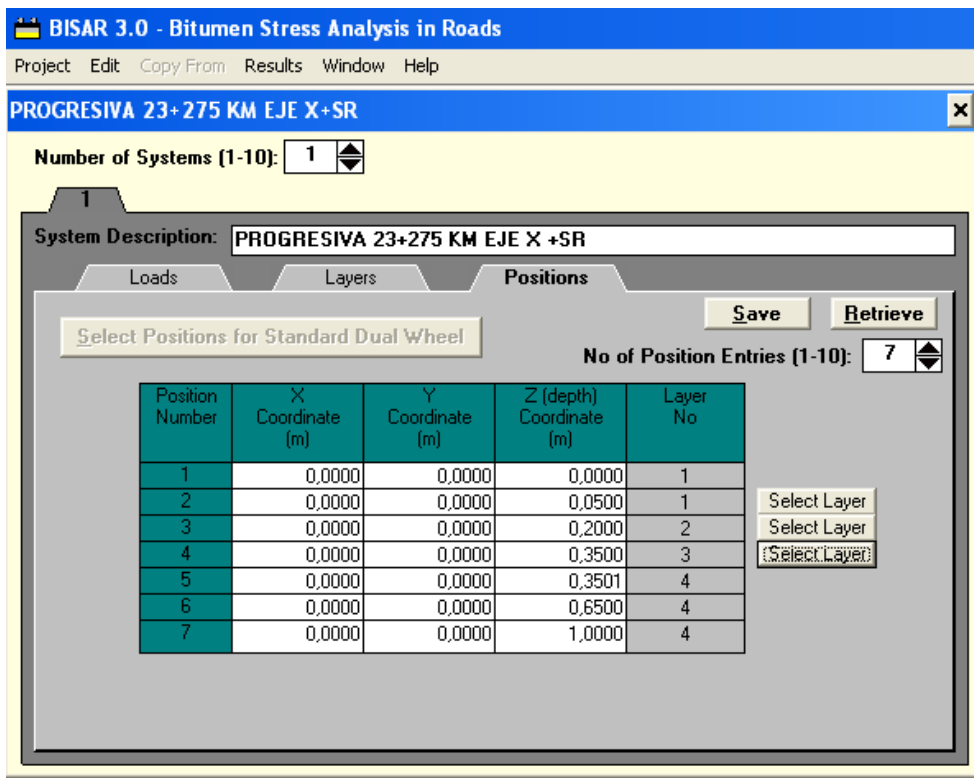 BISAR 3.0 - Bitumen Stress Analysis in Roads
Project Edit Copy From Results Window Help
PROGRESIVA 23+275 KM EJE X+SR
Number of Systems (1-10): 1
1
System Description: PROGRESIVA 23+275 KM EJE X +SR
Loads Layers Positions
Save Retrieve
Select Positions for Standard Dual Wheel
No of Position Entries (1-10): 7
Position Number X Coordinate (m) Y Coordinate (m) Z (depth) Coordinate (m) Layer No
1 0,0000 0,0000 0,0000 1
2 0,0000 0,0000 0,0500 1 Select Layer
3 0,0000 0,0000 0,2000 2 Select Layer
4 0,0000 0,0000 0,3500 3 Select Layer
5 0,0000 0,0000 0,3501 4
6 0,0000 0,0000 0,6500 4
7 0,0000 0,0000 1,0000 4